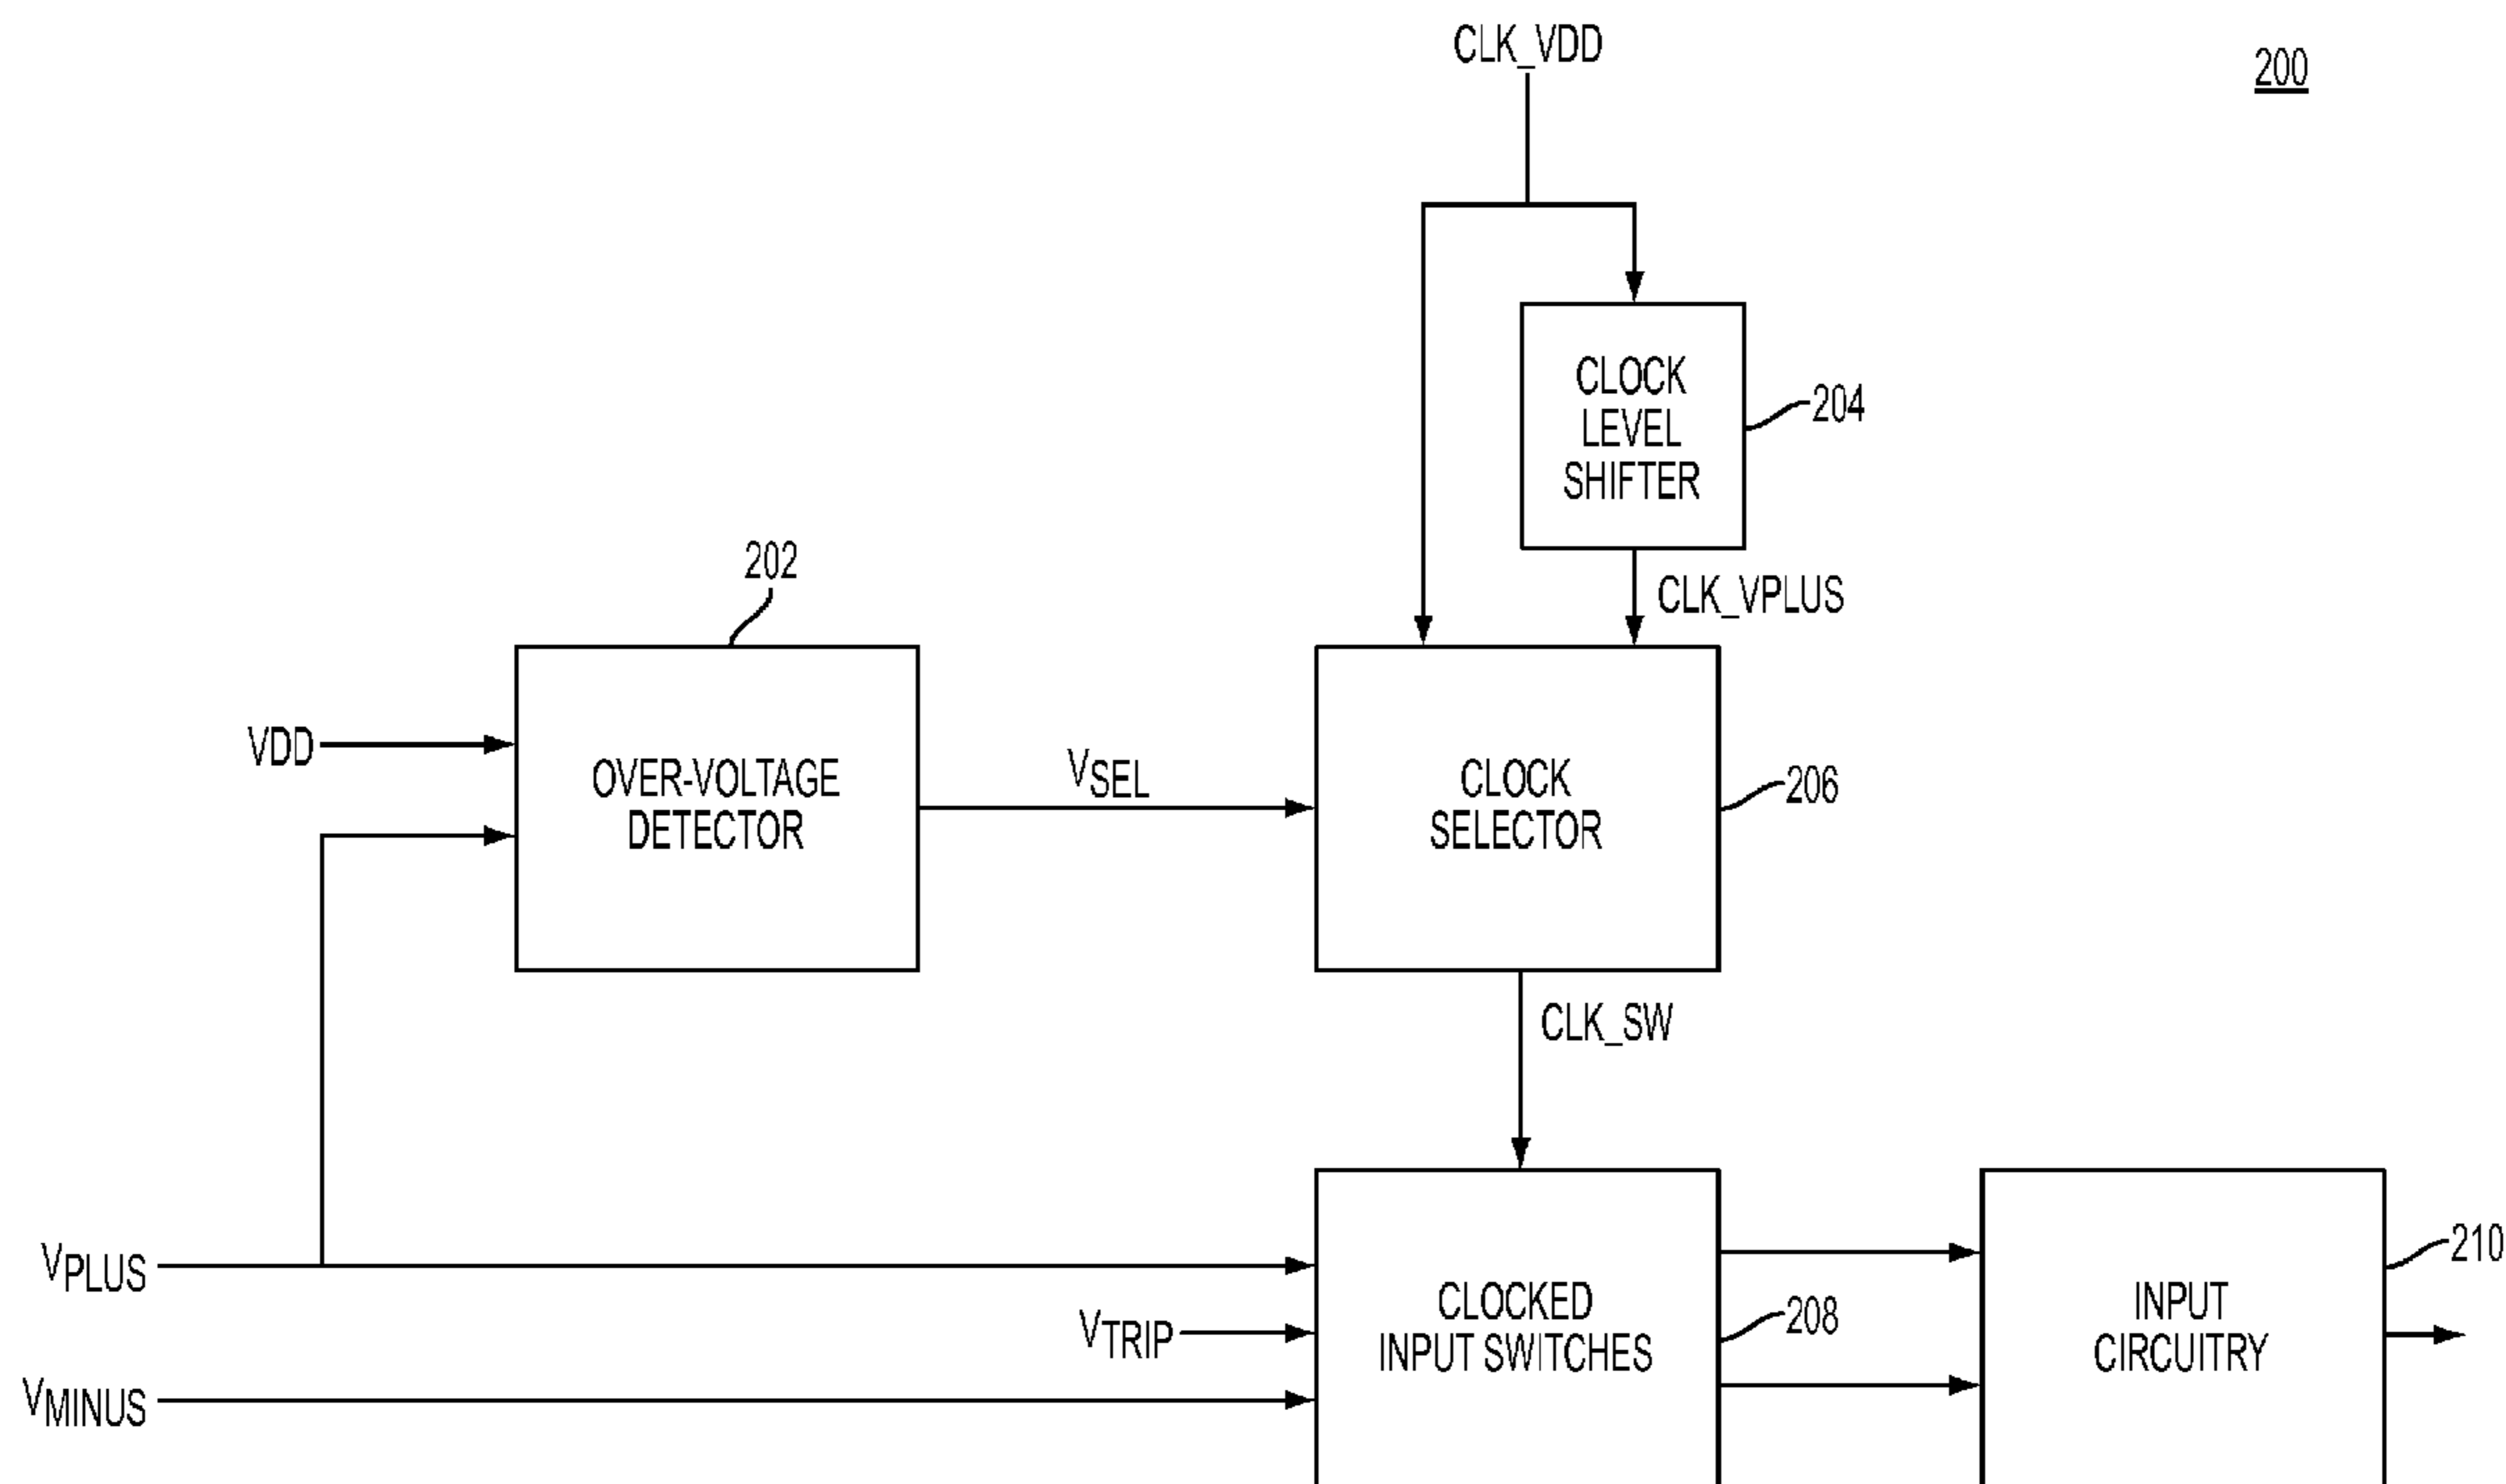 CLK_VDD
200
CLOCK
LEVEL
SHIFTER
204
CLK_VPLUS
202
VDD
OVER-VOLTAGE
DETECTOR
VSEL
CLOCK
SELECTOR
206
CLK_SW
VPLUS
VTRIP
VMINUS
CLOCKED
INPUT SWITCHES
208
INPUT
CIRCUITRY
210